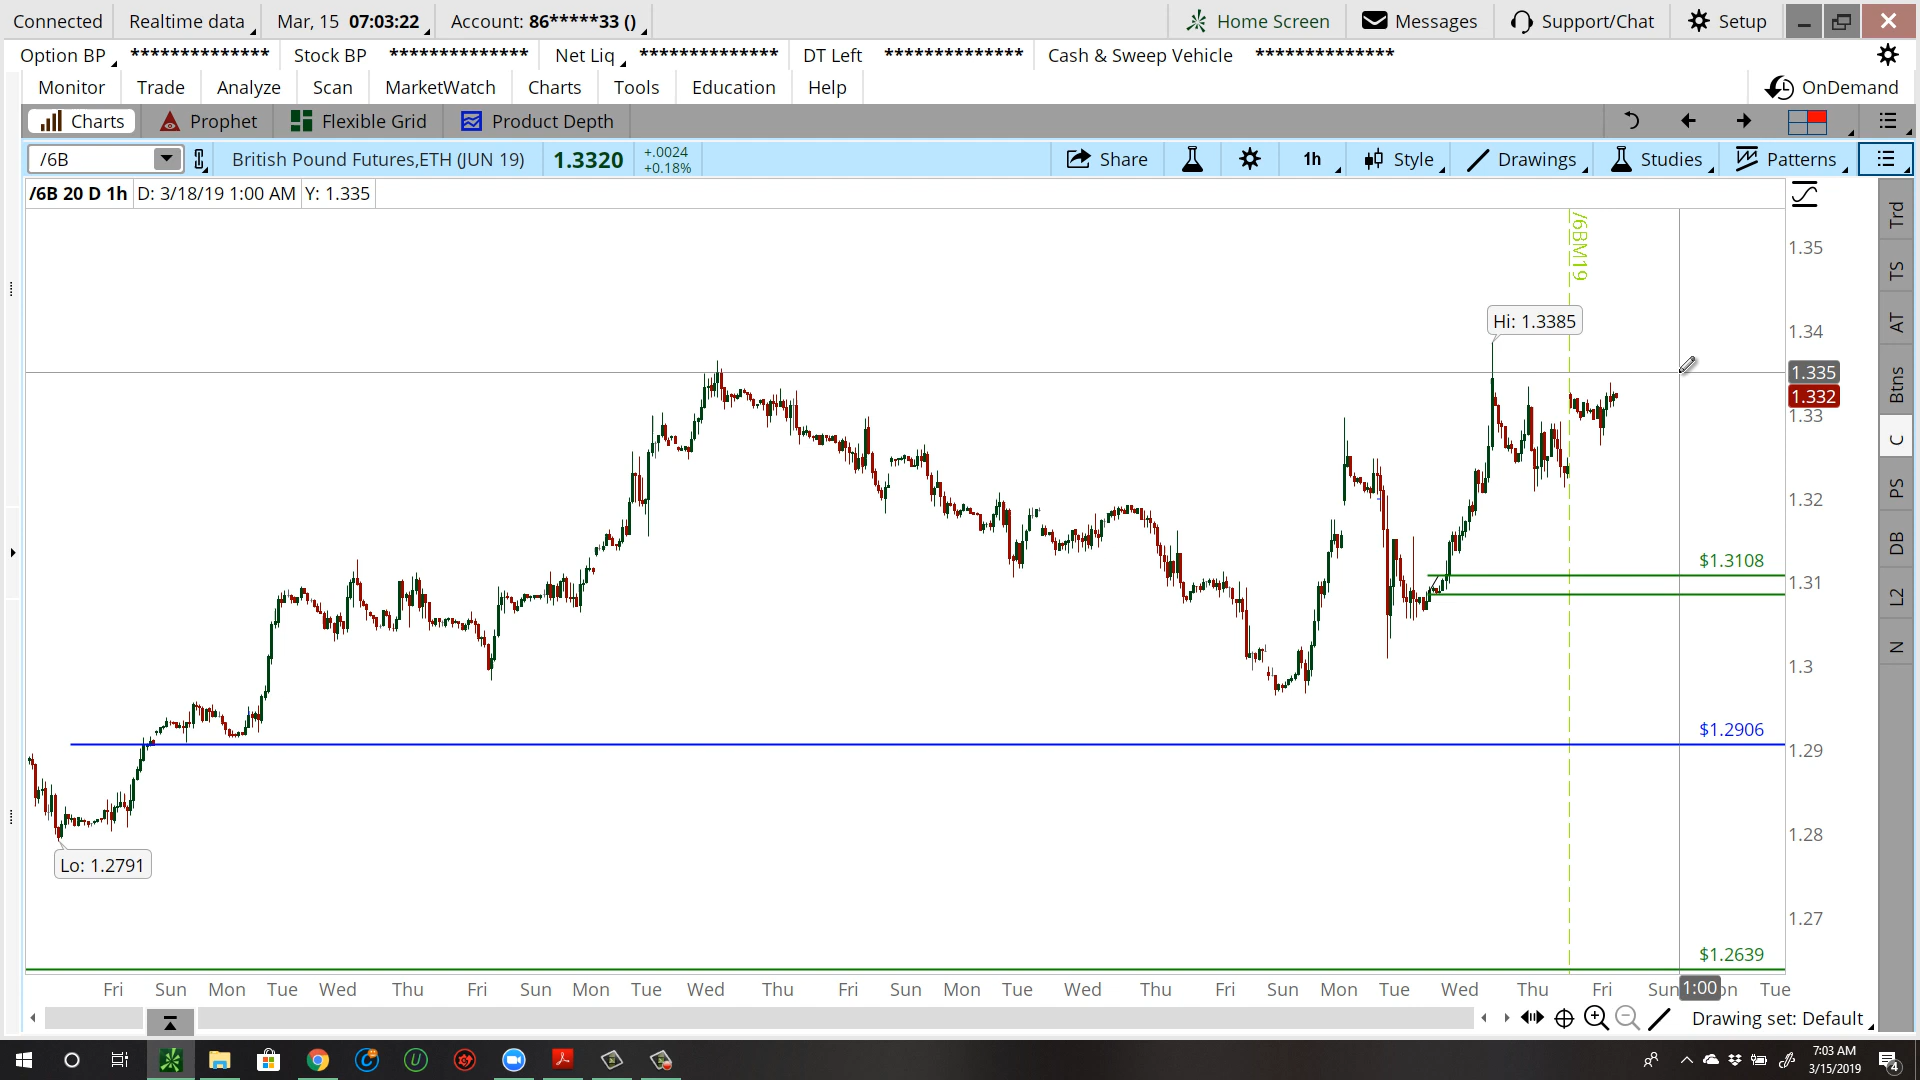 Connected Realtime data Mar, 15 07:03:22 Account: 86*****33 () Home Screen Messages Support/Chat Setup
Option BP ************** Stock BP ************** Net Liq ************** DT Left ************** Cash & Sweep Vehicle **************
Monitor Trade Analyze Scan MarketWatch Charts Tools Education Help OnDemand
Charts Prophet Flexible Grid Product Depth
/6B British Pound Futures,ETH (JUN 19) 1.3320 +.0024 Share 1h Style Drawings Studies Patterns
+0.18%
/6B 20 D 1h D: 3/18/19 1:00 AM Y: 1.335
Trd
/6BM19
1.35
TS
Hi: 1.3385
AT
1.34
1.335
Btns
1.332
1.33
C
PS
1.32
DB
$1.3108
1.31
L2
N
1.3
$1.2906
1.29
1.28
Lo: 1.2791
1.27
$1.2639
Fri Sun Mon Tue Wed Thu Fri Sun Mon Tue Wed Thu Fri Sun Mon Tue Wed Thu Fri Sun Mon Tue Wed Thu Fri Sun 1:00 on Tue
Drawing set: Default
7:03 AM
3/15/2019
4